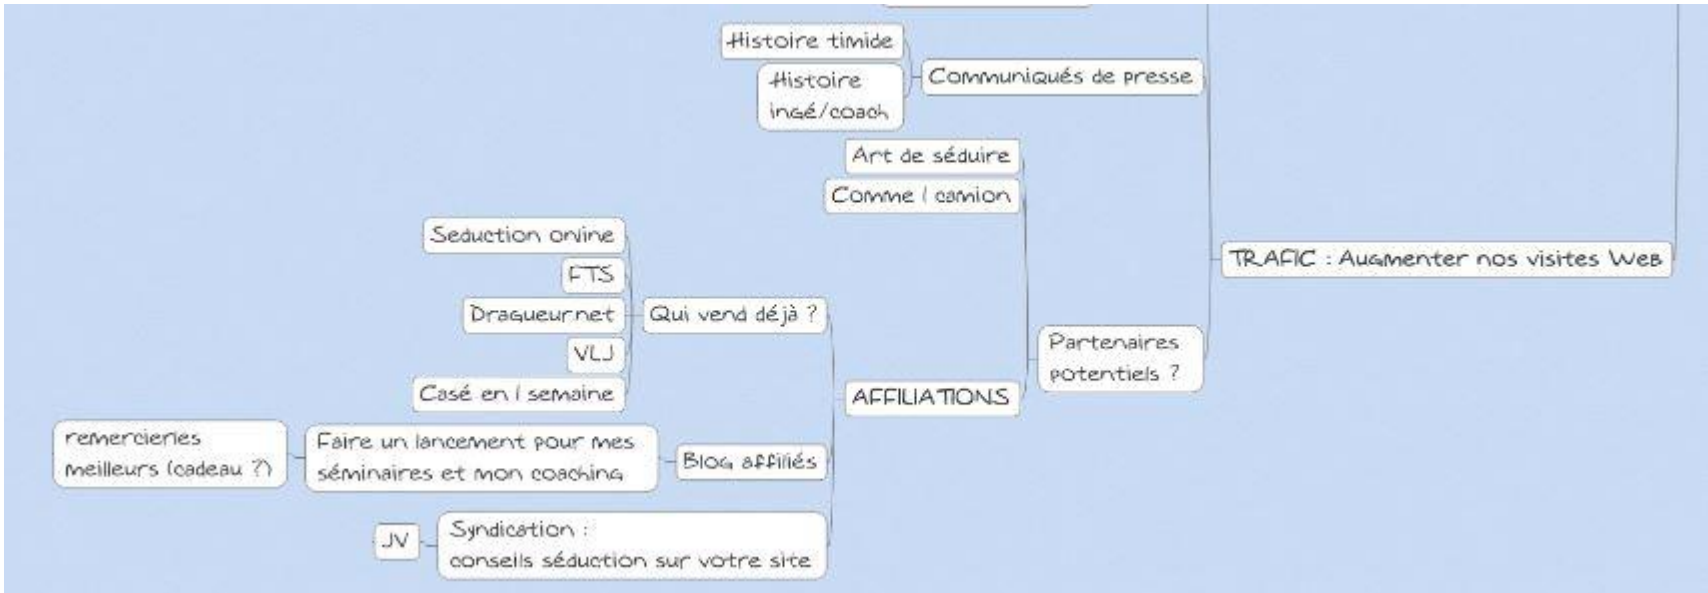 Histoire timide
Histoire
ingé/coach
Communiqués de presse
Art de séduire
Comme 1 camion
Seduction online
FTS
Dragueur.net
VLJ
Casé en 1 semaine
Qui vend déjà ?
TRAFIC : Augmenter nos visites Web
Partenaires
potentiels ?
AFFILIATIONS
remercierles
meilleurs (cadeau ?)
Faire un lancement pour mes
séminaires et mon coaching
Blog affiliés
JV
Syndication :
conseils séduction sur votre site